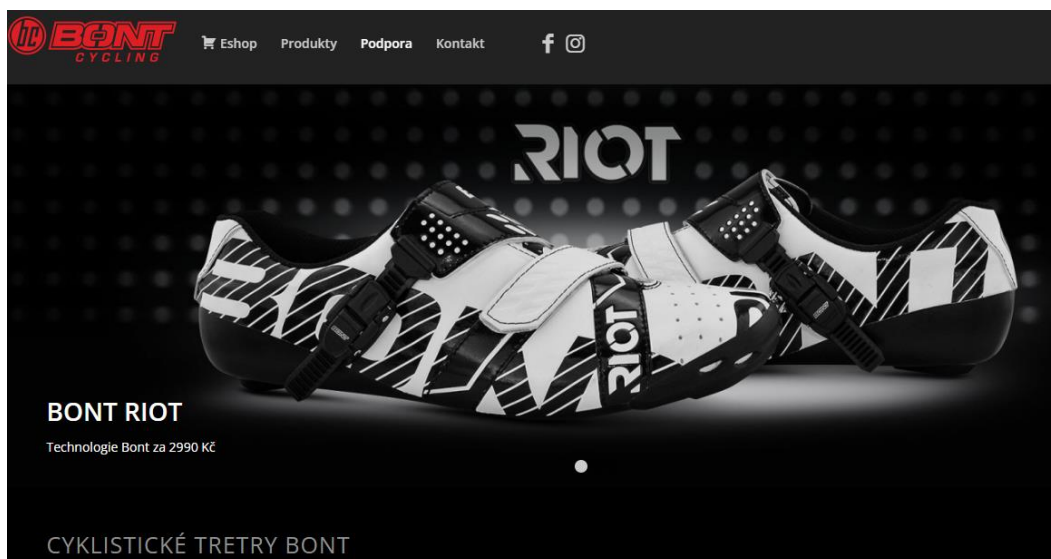 BONT
CYCLING
Eshop Produkty Podpora Kontakt
RIOT
RIOT
BONT RIOT
Technologie Bont za 2990 Kč
CYKLISTICKÉ TRETRY BONT